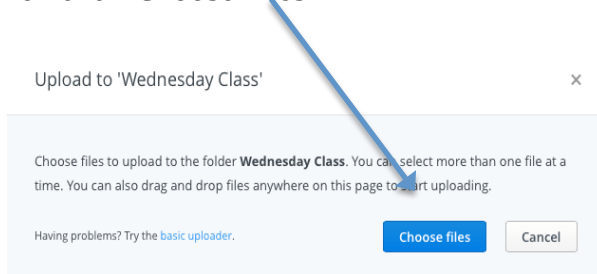 Upload to 'Wednesday Class'
×
Choose files to upload to the folder Wednesday Class. You can select more than one file at a
time. You can also drag and drop files anywhere on this page to start uploading.
Having problems? Try the basic uploader.
Choose files
Cancel